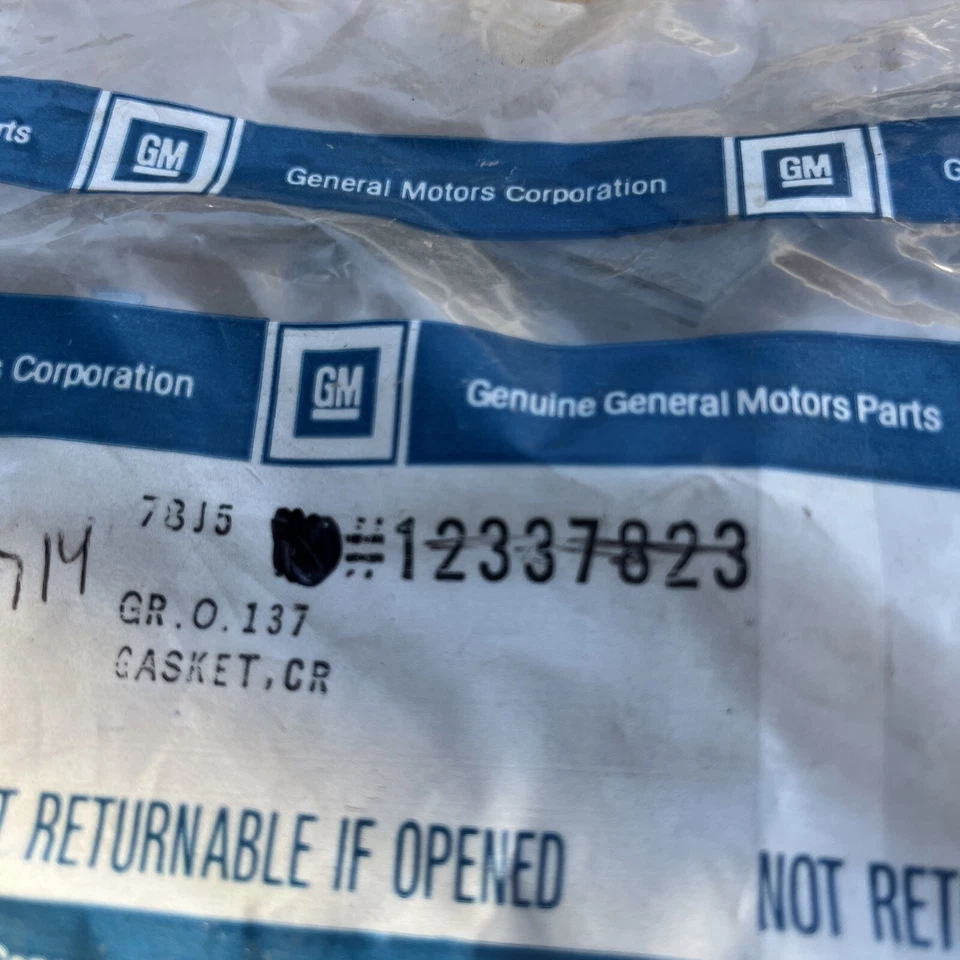 rts GM General Motors Corporation GM G
Corporation GM Genuine General Motors Parts
78J5 #12337823
714
GR.0.137
GASKET,CR
T RETURNABLE IF OPENED NOT RET